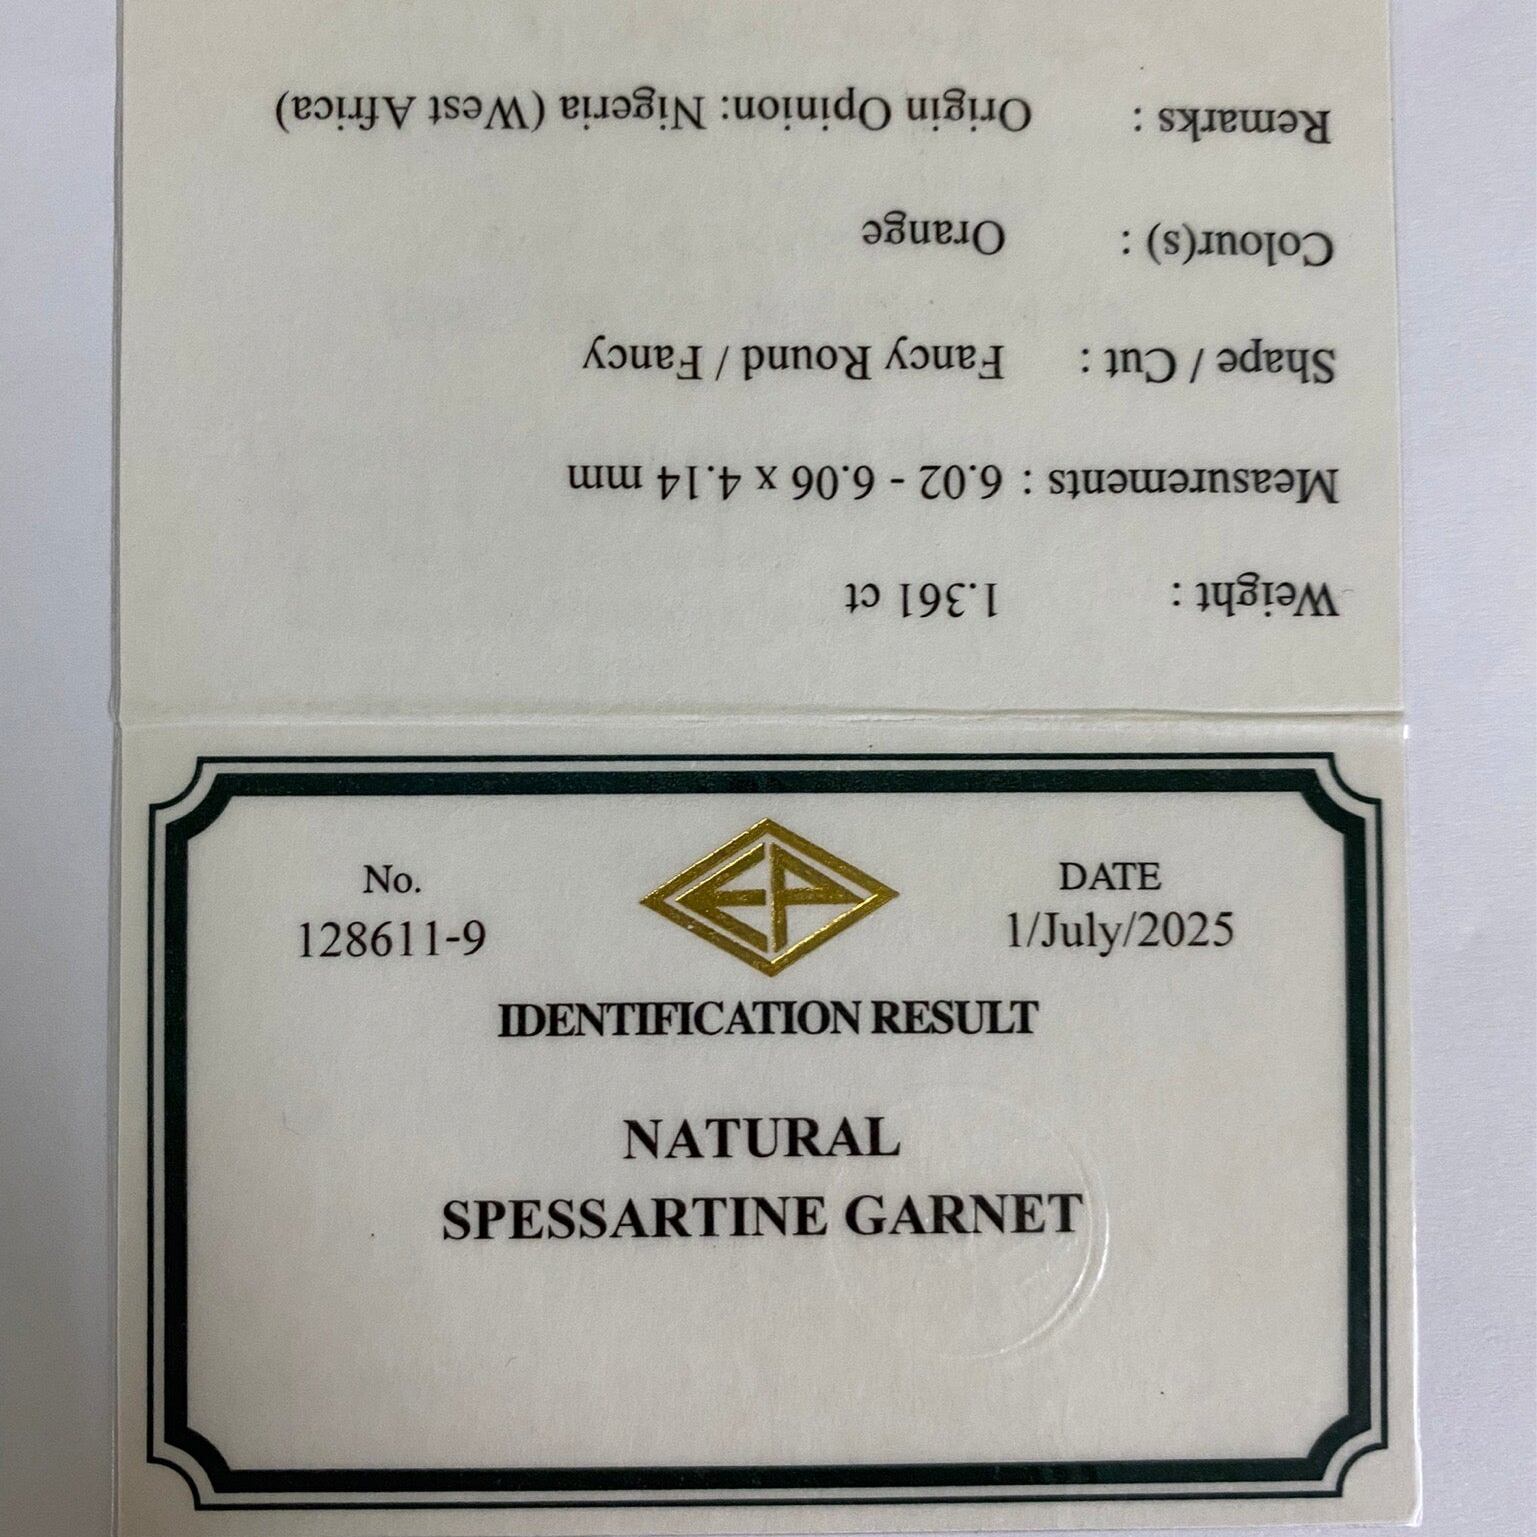 No.
128611-9
EP
DATE
1/July/2025
IDENTIFICATION RESULT
NATURAL
SPESSARTINE GARNET
Weight : 1.361 ct
Measurements : 6.02 - 6.06 x 4.14 mm
Shape / Cut : Fancy Round / Fancy
Colour(s) : Orange
Remarks : Origin Opinion: Nigeria (West Africa)